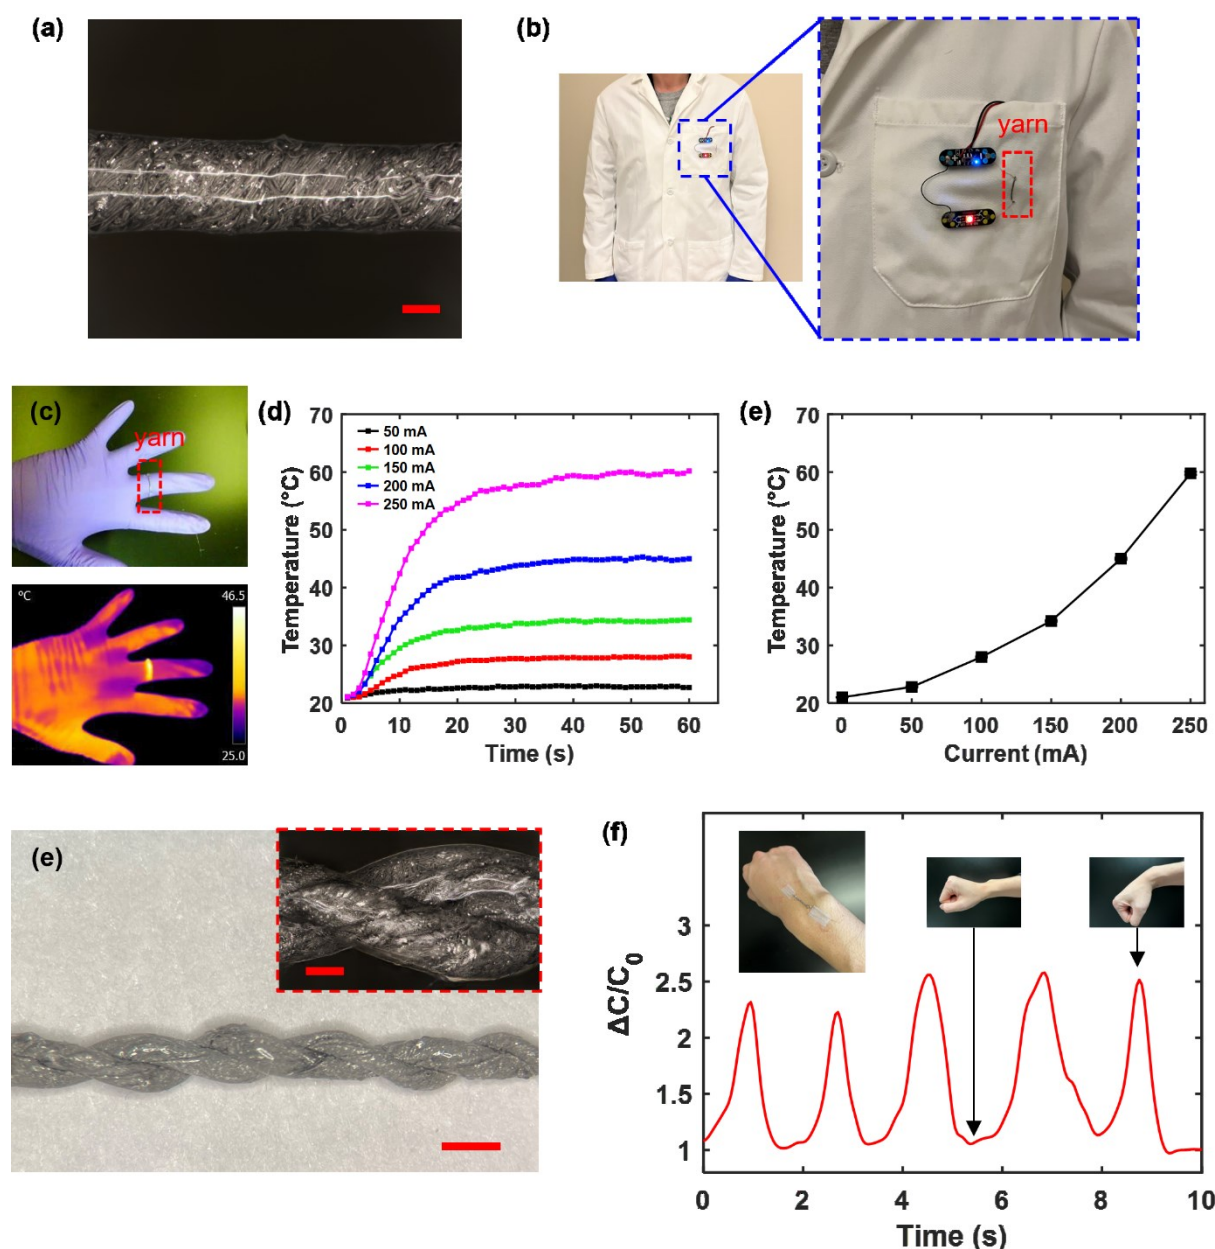 (a)
(b)
yarn
(c)
yarn
ºC
46.5
25.0
(d)
70
60
50
40
30
20
Temperature (°C)
50 mA
100 mA
150 mA
200 mA
250 mA
0
10
20
30
40
50
60
Time (s)
(e)
70
60
50
40
30
20
Temperature (°C)
0
50
100
150
200
250
Current (mA)
(e)
(f)
ΔC/C0
3
2.5
2
1.5
1
0
2
4
6
8
10
Time (s)